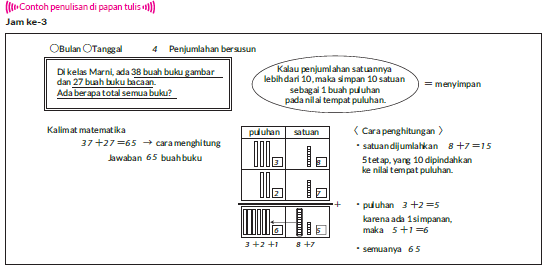 Contoh penulisan di papan tulis
Jam ke-3
○Bulan ○Tanggal 4 Penjumlahan bersusun
Di kelas Marni, ada 38 buah buku gambar
dan 27 buah buku bacaan.
Ada berapa total semua buku?
Kalau penjumlahan satuannya
lebih dari 10, maka simpan 10 satuan
sebagai 1 buah puluhan
pada nilai tempat puluhan.
= menyimpan
Kalimat matematika
37 + 27 = 65 → cara menghitung
Jawaban 65 buah buku
puluhan satuan
3 8
2 7
+
6 5
3 + 2 + 1 8 + 7
〈 Cara penghitungan 〉
• satuan dijumlahkan 8 + 7 = 15
5 tetap, yang 10 dipindahkan
ke nilai tempat puluhan.
• puluhan 3 + 2 = 5
karena ada 1 simpanan,
maka 5 + 1 = 6
• semuanya 65